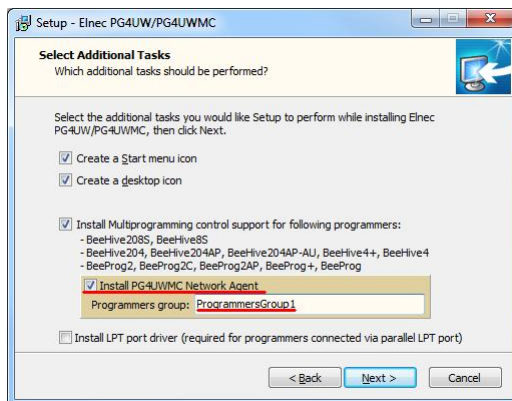 Setup - Elnec PG4UW/PG4UWMC
Select Additional Tasks
Which additional tasks should be performed?
Select the additional tasks you would like Setup to perform while installing Elnec
PG4UW/PG4UWMC, then click Next.
Create a Start menu icon
Create a desktop icon
Install Multiprogramming control support for following programmers:
- BeeHive208S, BeeHive8S
- BeeHive204, BeeHive204AP, BeeHive204AP-AU, BeeHive4+, BeeHive4
- BeeProg2, BeeProg2C, BeeProg2AP, BeeProg+, BeeProg
Install PG4UWMC Network Agent
Programmers group: ProgrammersGroup1
Install LPT port driver (required for programmers connected via parallel LPT port)
< Back Next > Cancel